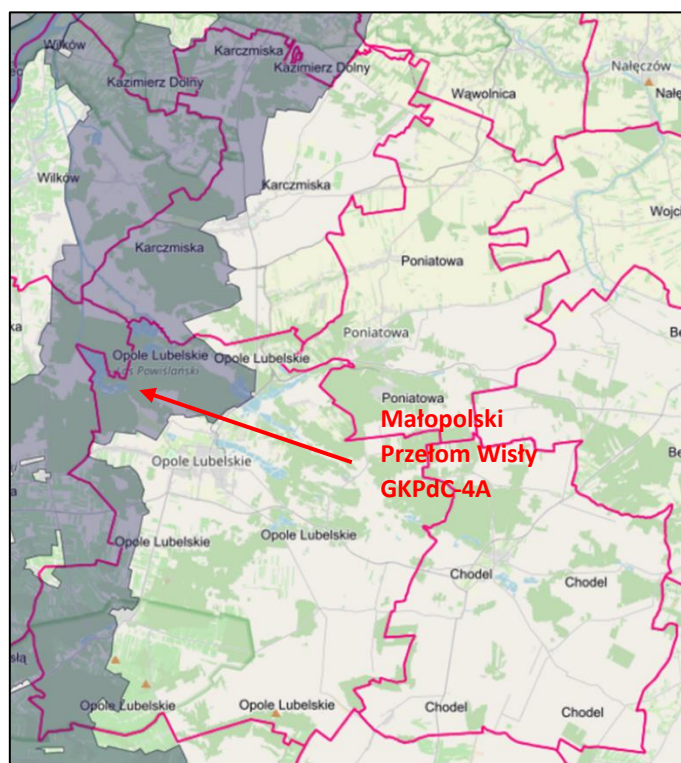 Wilków
Karczmiska
Kazimierz Dolny
Kazimierz Dolny
Nałęczów
Wąwolnica
Wilków
Karczmiska
Karczmiska
Poniatowa
Poniatowa
Opole Lubelskie
Opole Lubelskie
Poniatowa
Małopolski
Przełom Wisły
GKPdC-4A
Opole Lubelskie
Opole Lubelskie
Opole Lubelskie
Chodel
Chodel
Opole Lubelskie
Opole Lubelskie
Chodel
Chodel